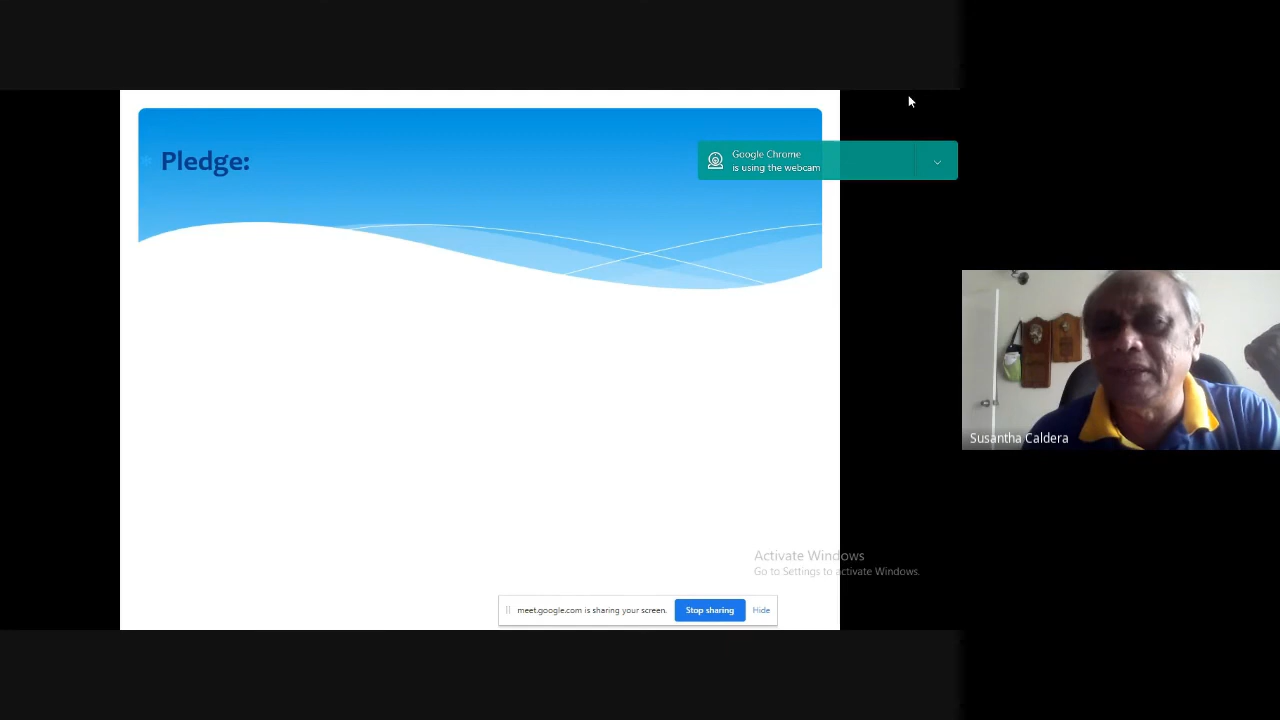 Pledge:
Google Chrome
is using the webcam
Susantha Caldera
Activate Windows
Go to Settings to activate Windows.
meet.google.com is sharing your screen.
Stop sharing
Hide